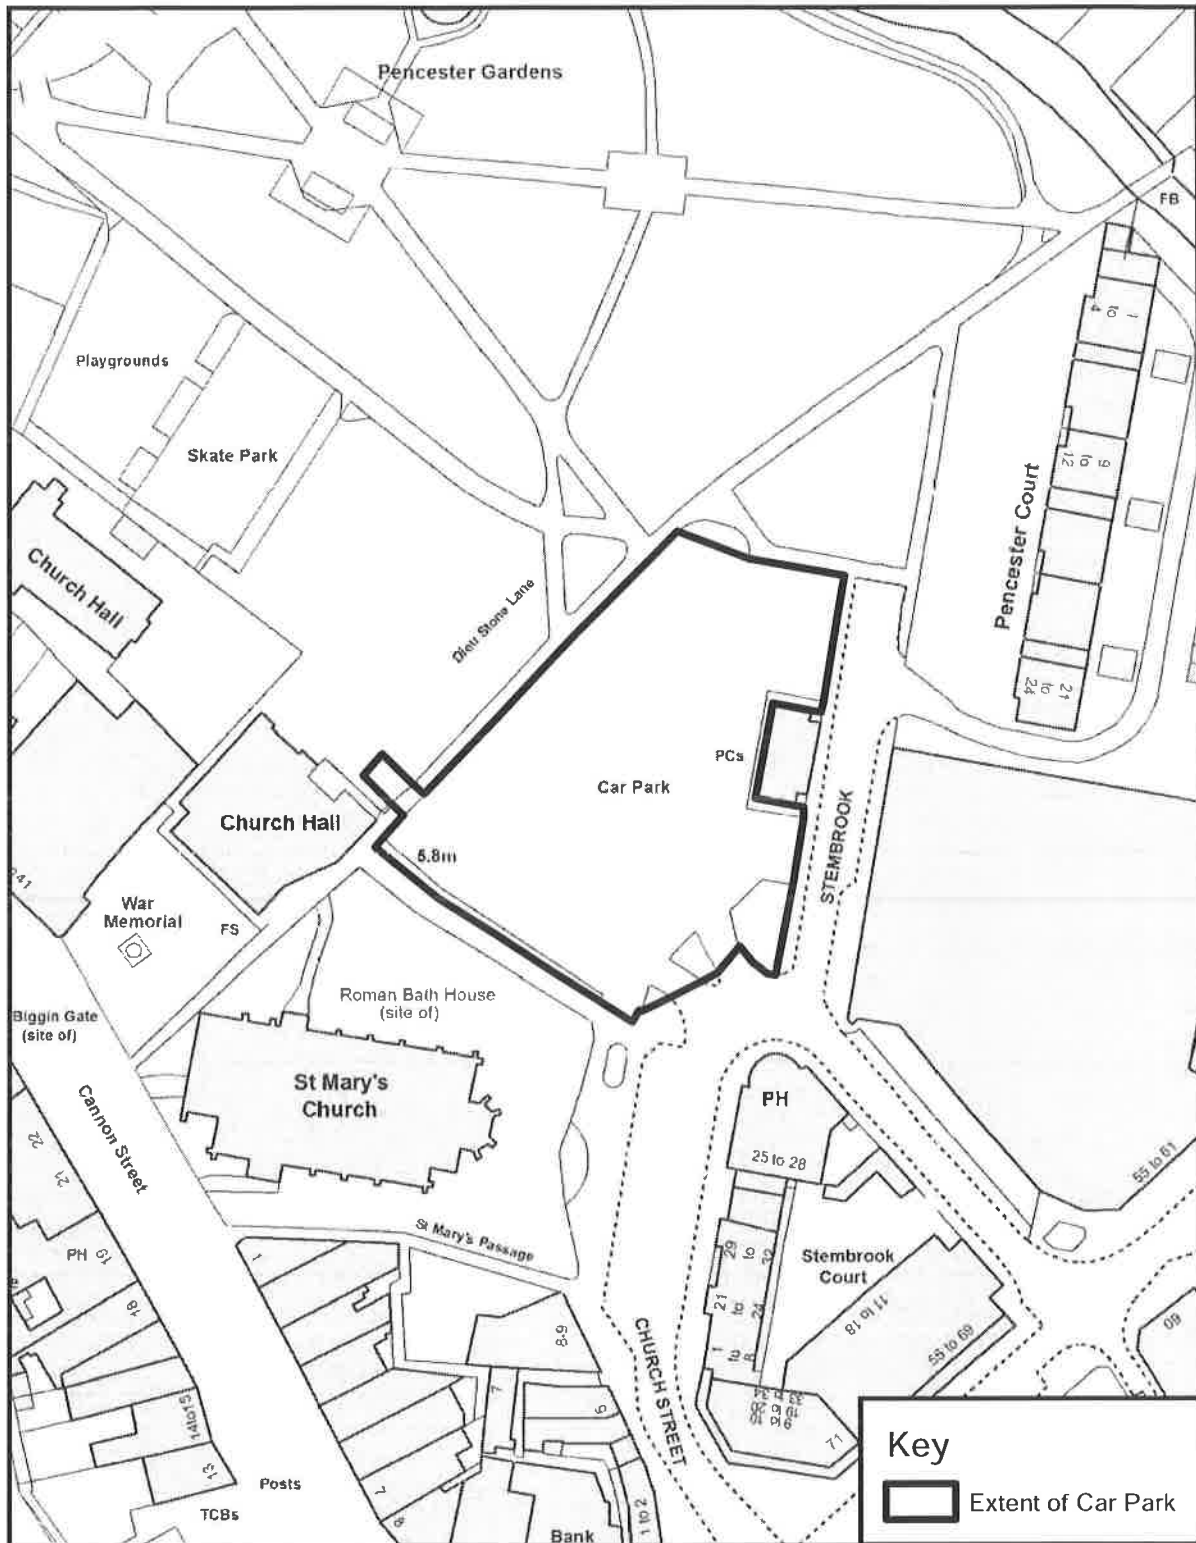 Pencester Gardens
FB
1
to
4
Playgrounds
Skate Park
9
to
12
Pencester Court
Church Hall
Dieu Stone Lane
21
to
24
PCs
Car Park
STEMBROOK
Church Hall
5.8m
241
War
Memorial
FS
Roman Bath House
(site of)
Biggin Gate
(site of)
St Mary's
Church
Cannon Street
PH
25 to 28
55 to 61
22
21
St Mary's Passage
PH
19
1
29
to
32
Stembrook
Court
18
21
to
24
11 to 18
60
8-9
1
to
8
55 to 69
CHURCH STREET
7
5
14to15
71
13
Posts
7
TCBs
8
Bank
1 to 2
Key
Extent of Car Park